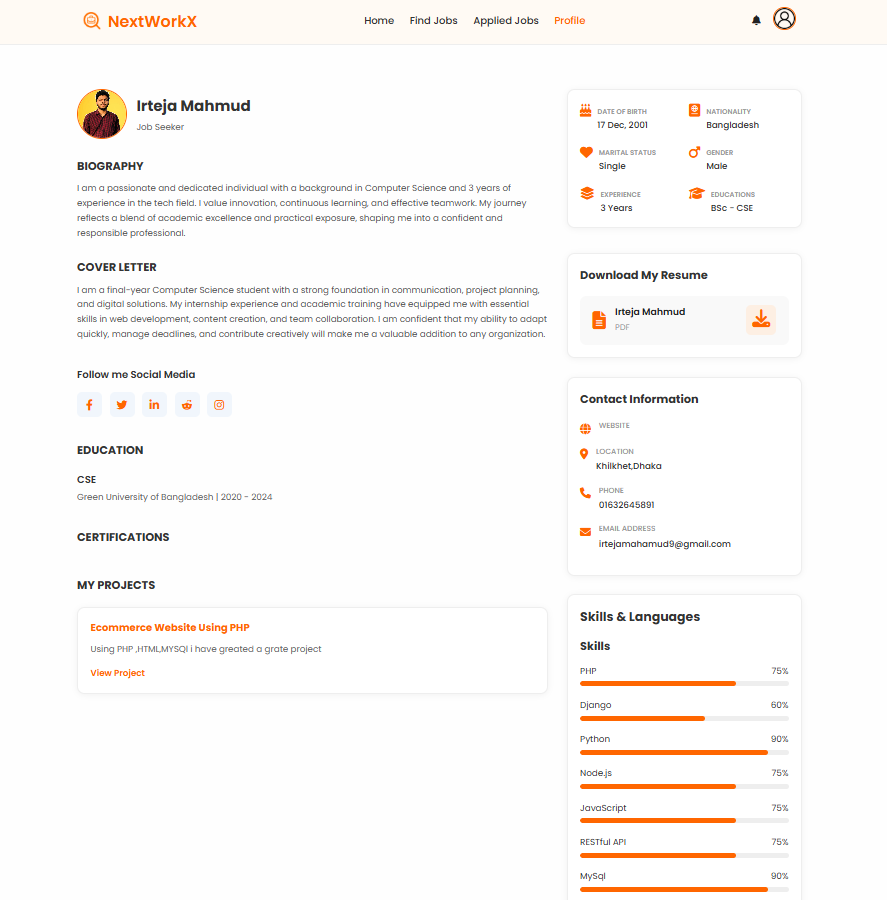 NextWorkX
Home
Find Jobs
Applied Jobs
Profile
Irteja Mahmud
Job Seeker
BIOGRAPHY
I am a passionate and dedicated individual with a background in Computer Science and 3 years of
experience in the tech field. I value innovation, continuous learning, and effective teamwork. My journey
reflects a blend of academic excellence and practical exposure, shaping me into a confident and
responsible professional.
COVER LETTER
I am a final-year Computer Science student with a strong foundation in communication, project planning,
and digital solutions. My internship experience and academic training have equipped me with essential
skills in web development, content creation, and team collaboration. I am confident that my ability to adapt
quickly, manage deadlines, and contribute creatively will make me a valuable addition to any organization.
Follow me Social Media
EDUCATION
CSE
Green University of Bangladesh | 2020 - 2024
CERTIFICATIONS
MY PROJECTS
Ecommerce Website Using PHP
Using PHP ,HTML,MYSQl i have greated a grate project
View Project
DATE OF BIRTH
17 Dec, 2001
NATIONALITY
Bangladesh
MARITAL STATUS
Single
GENDER
Male
EXPERIENCE
3 Years
EDUCATIONS
BSc - CSE
Download My Resume
Irteja Mahmud
PDF
Contact Information
WEBSITE
LOCATION
Khilkhet,Dhaka
PHONE
01632645891
EMAIL ADDRESS
irtejamahamud9@gmail.com
Skills & Languages
Skills
PHP 75%
Django 60%
Python 90%
Node.js 75%
JavaScript 75%
RESTful API 75%
MySql 90%